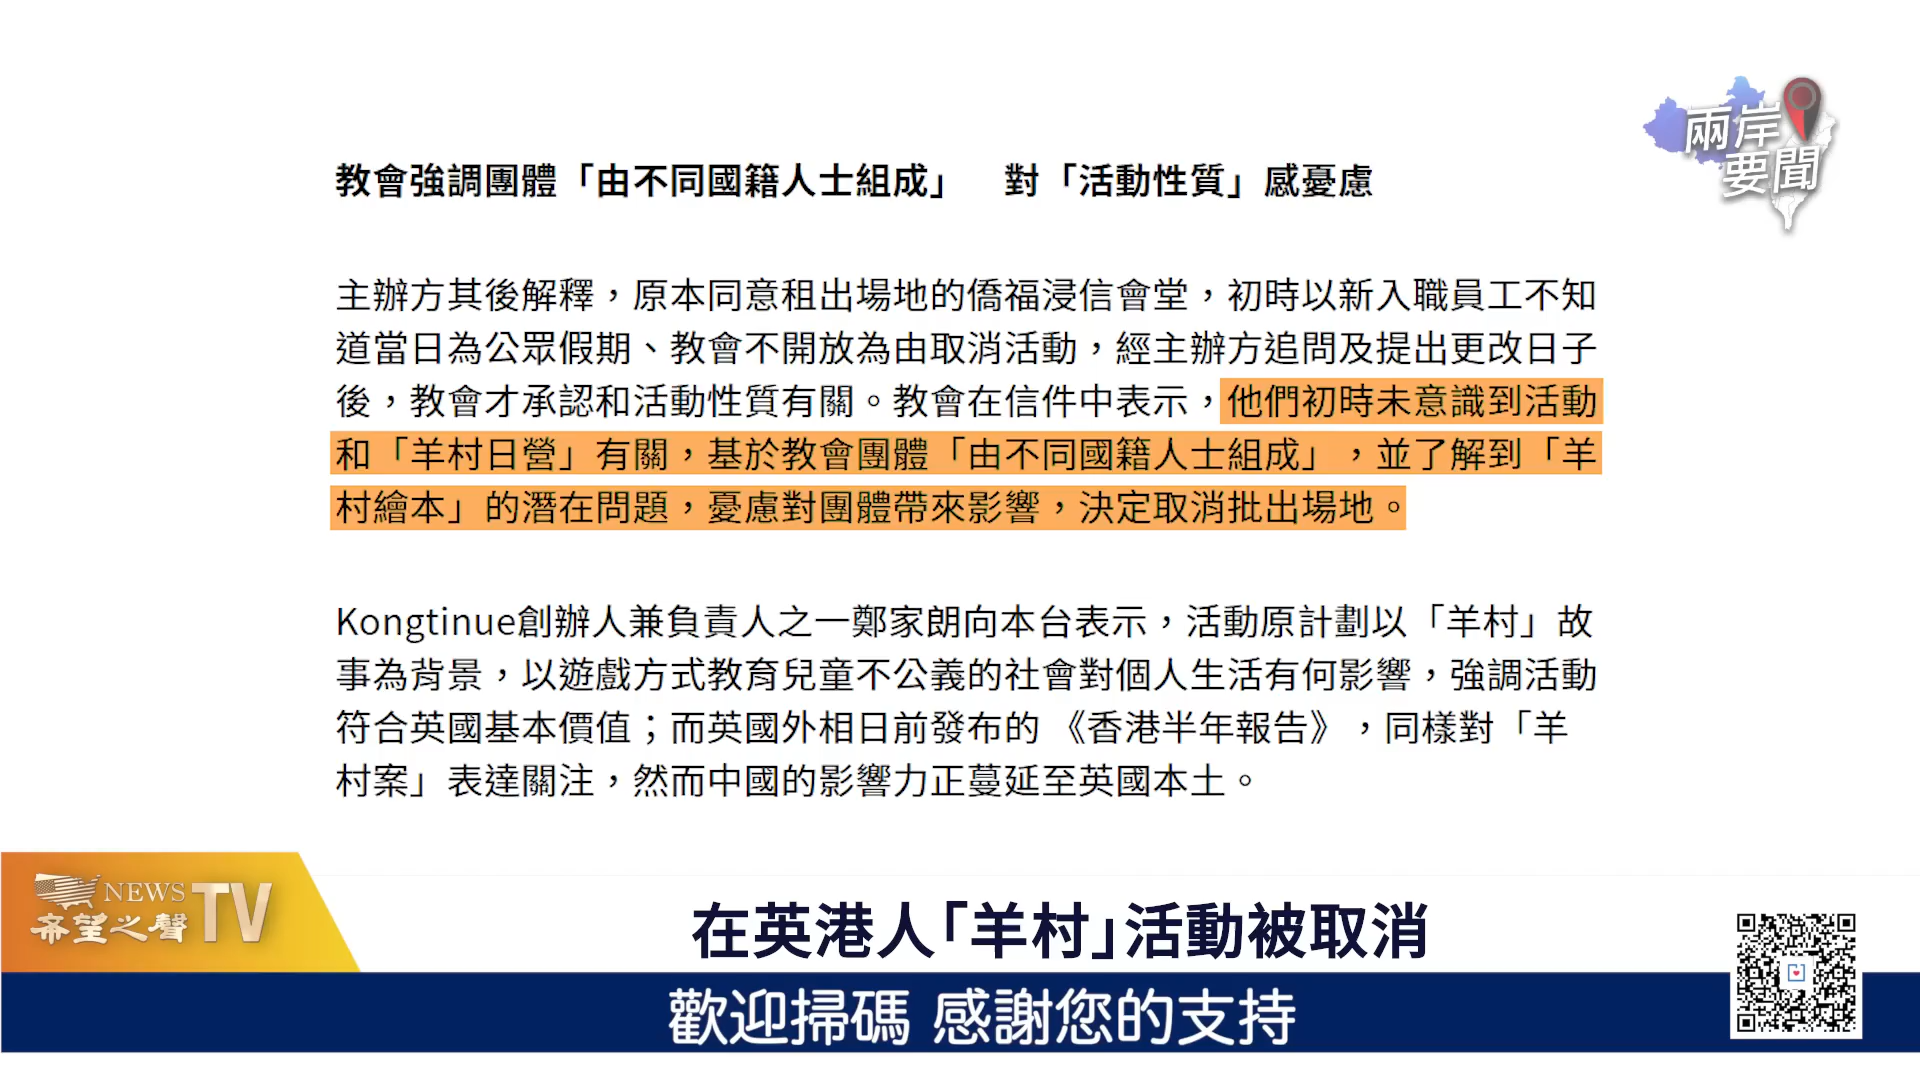 兩岸
要聞
教會強調團體「由不同國籍人士組成」　對「活動性質」感憂慮
主辦方其後解釋，原本同意租出場地的僑福浸信會堂，初時以新入職員工不知
道當日為公眾假期、教會不開放為由取消活動，經主辦方追問及提出更改日子
後，教會才承認和活動性質有關。教會在信件中表示，他們初時未意識到活動
和「羊村日營」有關，基於教會團體「由不同國籍人士組成」，並了解到「羊
村繪本」的潛在問題，憂慮對團體帶來影響，決定取消批出場地。
Kongtinue創辦人兼負責人之一鄭家朗向本台表示，活動原計劃以「羊村」故
事為背景，以遊戲方式教育兒童不公義的社會對個人生活有何影響，強調活動
符合英國基本價值；而英國外相日前發布的《香港半年報告》，同樣對「羊
村案」表達關注，然而中國的影響力正蔓延至英國本土。
NEWS
希望之聲TV
在英港人「羊村」活動被取消
歡迎掃碼 感謝您的支持